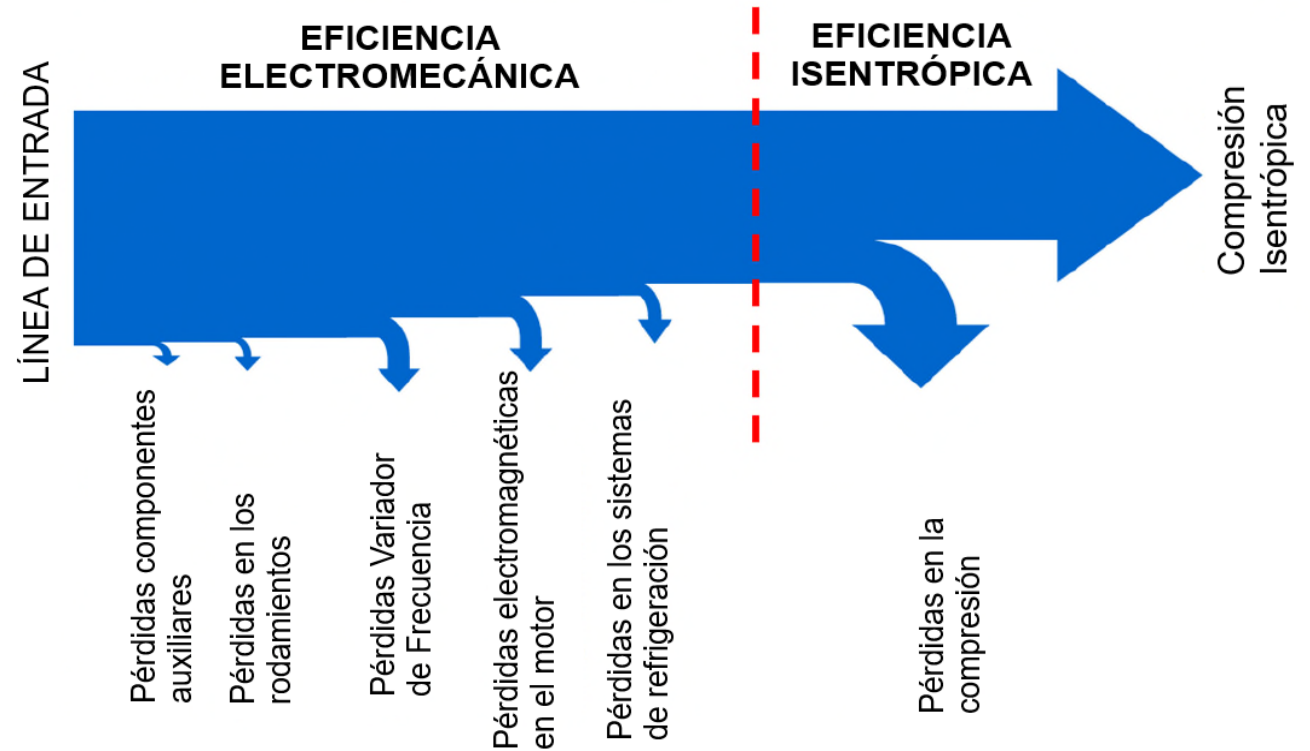 EFICIENCIA
ELECTROMECÁNICA
EFICIENCIA
ISENTRÓPICA
LÍNEA DE ENTRADA
Compresión
Isentrópica
Pérdidas componentes
auxiliares
Pérdidas en los
rodamientos
Pérdidas Variador
de Frecuencia
Pérdidas electromagnéticas
en el motor
Pérdidas en los sistemas
de refrigeración
Pérdidas en la
compresión